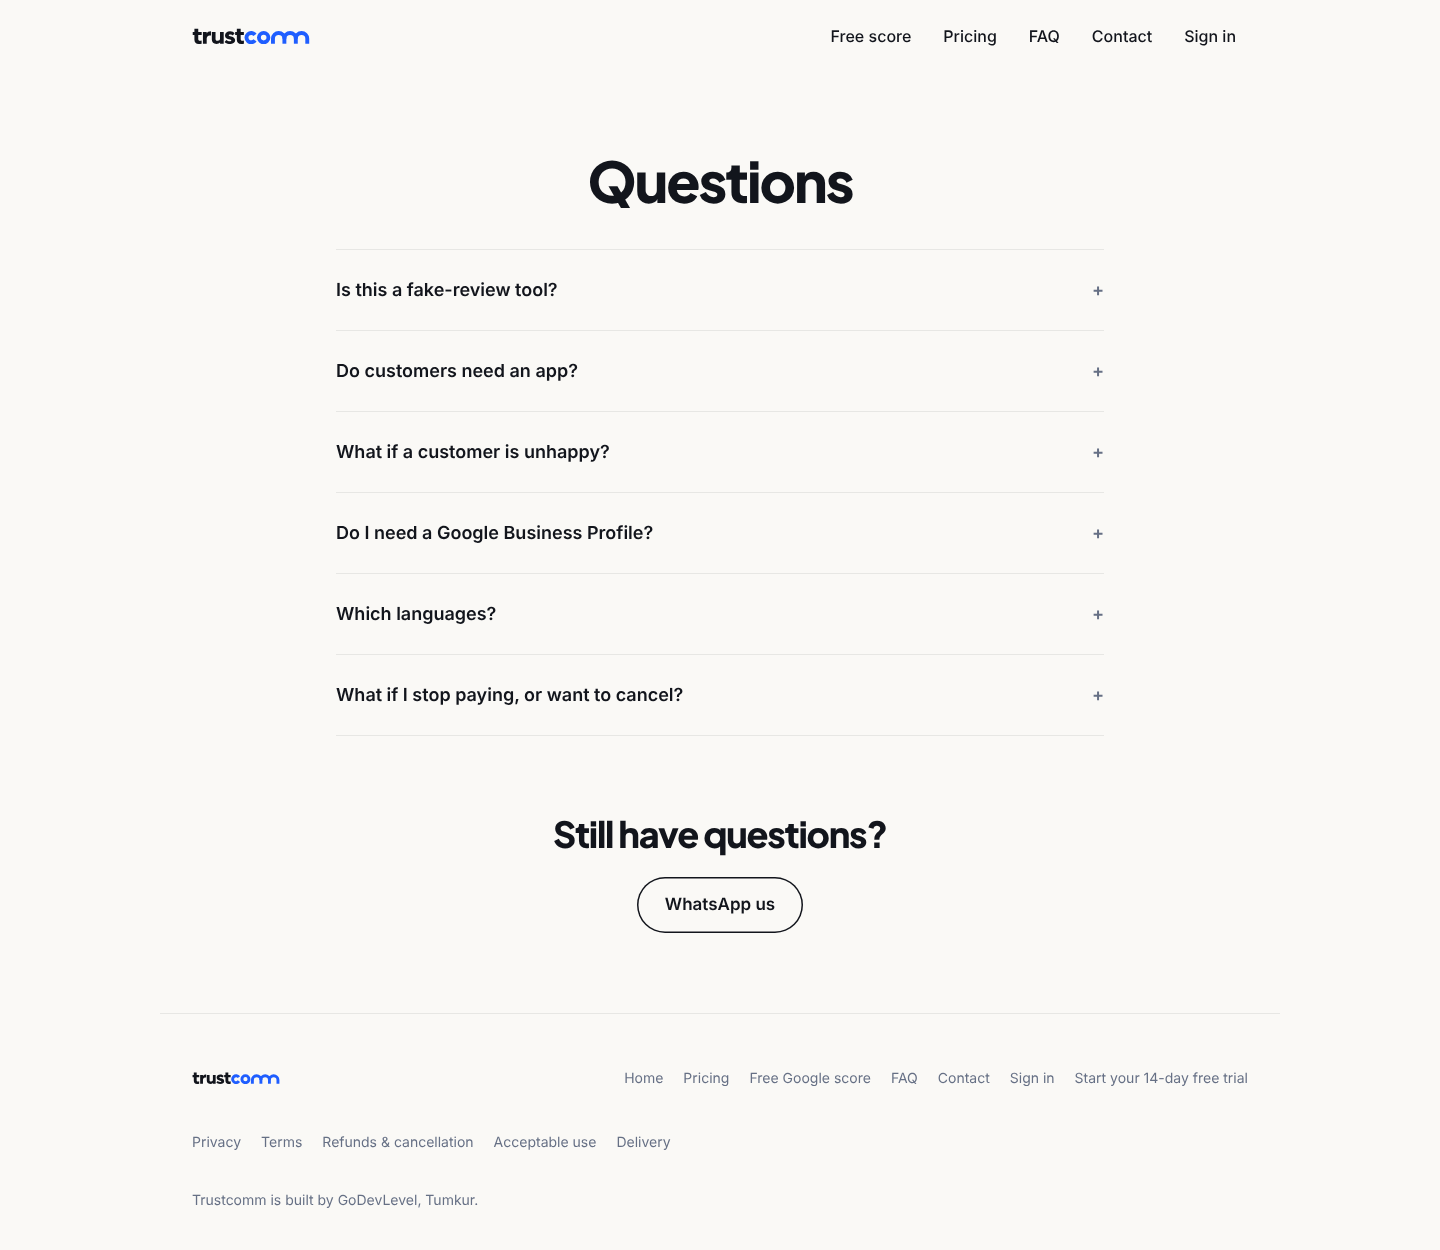 trustcomm
Free score Pricing FAQ Contact Sign in
Questions
Is this a fake-review tool? +
Do customers need an app? +
What if a customer is unhappy? +
Do I need a Google Business Profile? +
Which languages? +
What if I stop paying, or want to cancel? +
Still have questions?
WhatsApp us
trustcomm
Home Pricing Free Google score FAQ Contact Sign in Start your 14-day free trial
Privacy Terms Refunds & cancellation Acceptable use Delivery
Trustcomm is built by GoDevLevel, Tumkur.